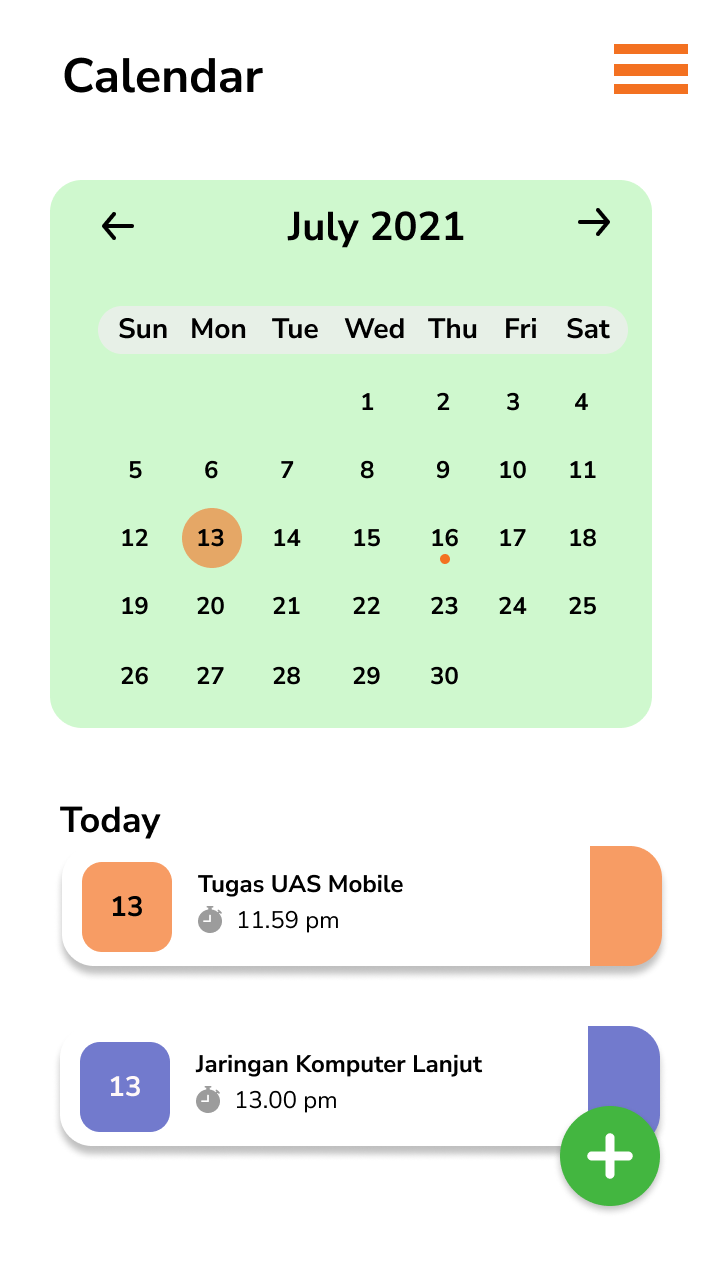 Calendar
July 2021
Sun Mon Tue Wed Thu Fri Sat
1 2 3 4
5 6 7 8 9 10 11
12 13 14 15 16 17 18
19 20 21 22 23 24 25
26 27 28 29 30
Today
13
Tugas UAS Mobile
11.59 pm
13
Jaringan Komputer Lanjut
13.00 pm